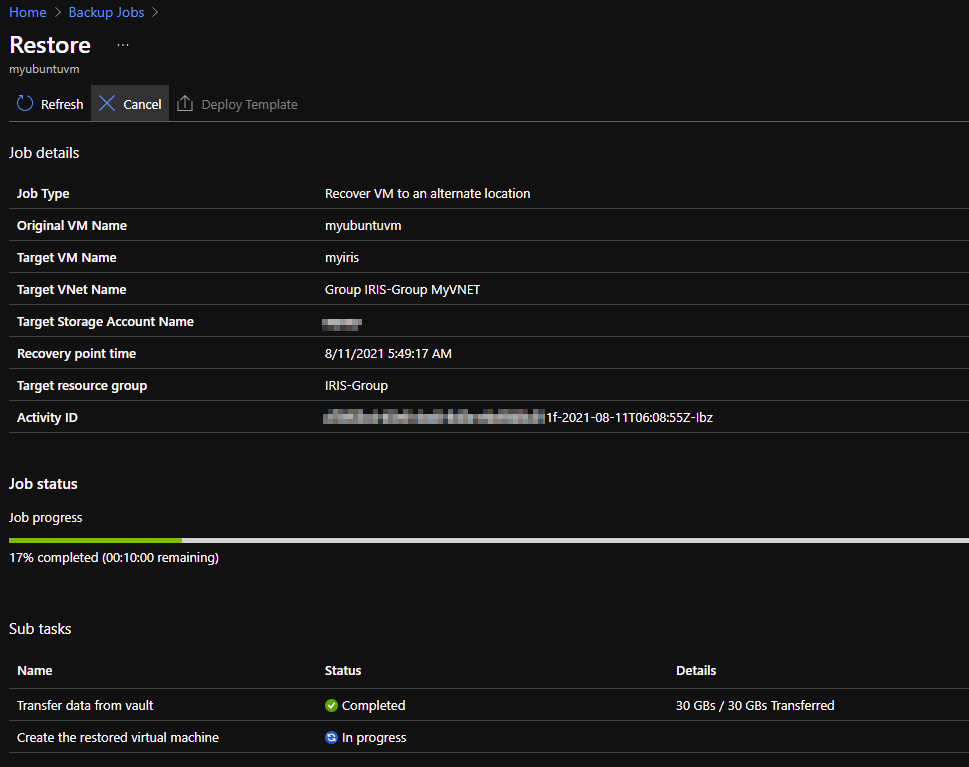 Home > Backup Jobs >
Restore ...
myubuntuvm
Refresh Cancel Deploy Template
Job details
Job Type Recover VM to an alternate location
Original VM Name myubuntuvm
Target VM Name myiris
Target VNet Name Group IRIS-Group MyVNET
Target Storage Account Name
Recovery point time 8/11/2021 5:49:17 AM
Target resource group IRIS-Group
Activity ID 1f-2021-08-11T06:08:55Z-Ibz
Job status
Job progress
17% completed (00:10:00 remaining)
Sub tasks
Name Status Details
Transfer data from vault Completed 30 GBs / 30 GBs Transferred
Create the restored virtual machine In progress